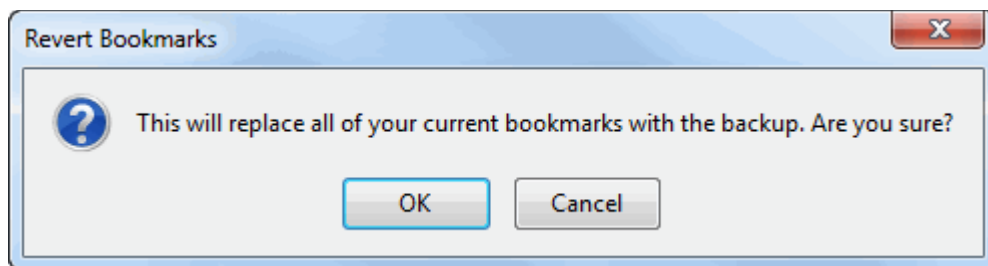 Revert Bookmarks
This will replace all of your current bookmarks with the backup. Are you sure?
OK
Cancel